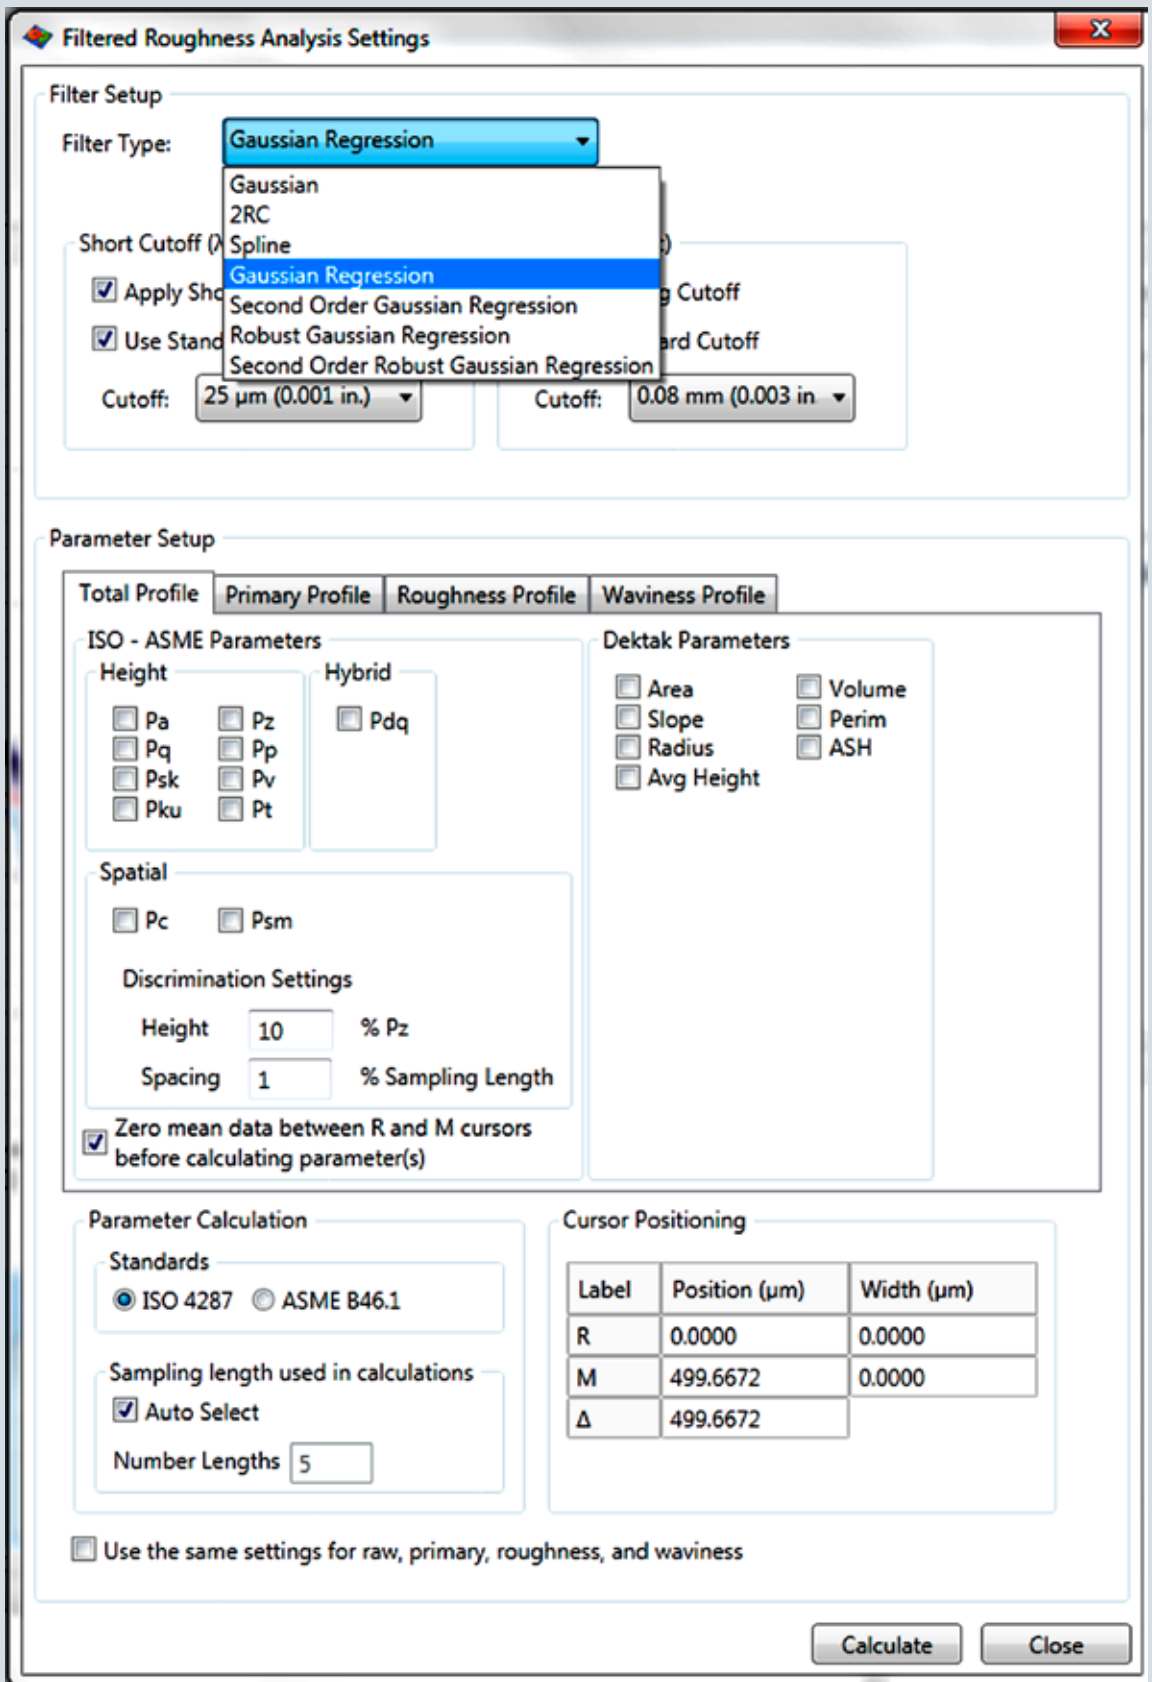 Filtered Roughness Analysis Settings
Filter Setup
Filter Type:
Gaussian Regression
Gaussian
2RC
Spline
Gaussian Regression
Second Order Gaussian Regression
Robust Gaussian Regression
Second Order Robust Gaussian Regression
Short Cutoff
Apply
Cutoff
Use
Cutoff
Cutoff: 25 µm (0.001 in.)
Cutoff: 0.08 mm (0.003 in
Parameter Setup
Total Profile Primary Profile Roughness Profile Waviness Profile
ISO - ASME Parameters
Height
Pa Pz
Pq Pp
Psk Pv
Pku Pt
Hybrid
Pdq
Spatial
Pc Psm
Discrimination Settings
Height 10 % Pz
Spacing 1 % Sampling Length
Zero mean data between R and M cursors
before calculating parameter(s)
Dektak Parameters
Area Volume
Slope Perim
Radius ASH
Avg Height
Parameter Calculation
Standards
ISO 4287 ASME B46.1
Sampling length used in calculations
Auto Select
Number Lengths 5
Cursor Positioning
Label Position (µm) Width (µm)
R 0.0000 0.0000
M 499.6672 0.0000
Δ 499.6672
Use the same settings for raw, primary, roughness, and waviness
Calculate Close